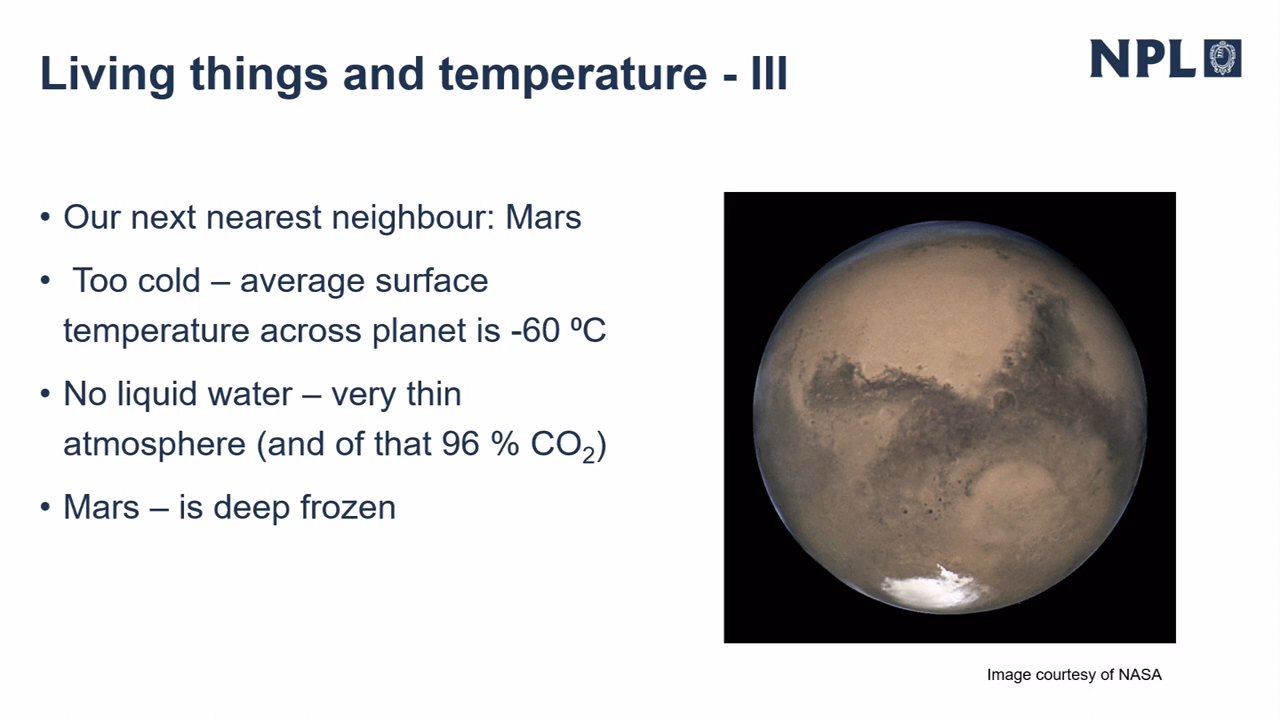 Living things and temperature - III
NPL
• Our next nearest neighbour: Mars
• Too cold – average surface
temperature across planet is -60 ºC
• No liquid water – very thin
atmosphere (and of that 96 % CO₂)
• Mars – is deep frozen
Image courtesy of NASA